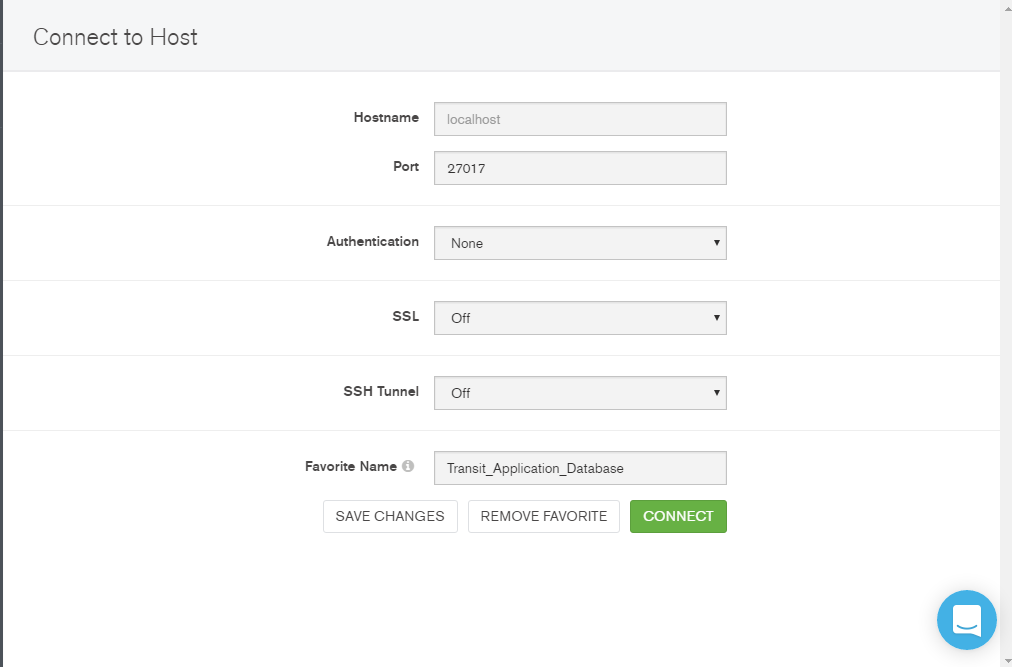 Connect to Host
Hostname localhost
Port 27017
Authentication None
SSL Off
SSH Tunnel Off
Favorite Name Transit_Application_Database
SAVE CHANGES REMOVE FAVORITE CONNECT